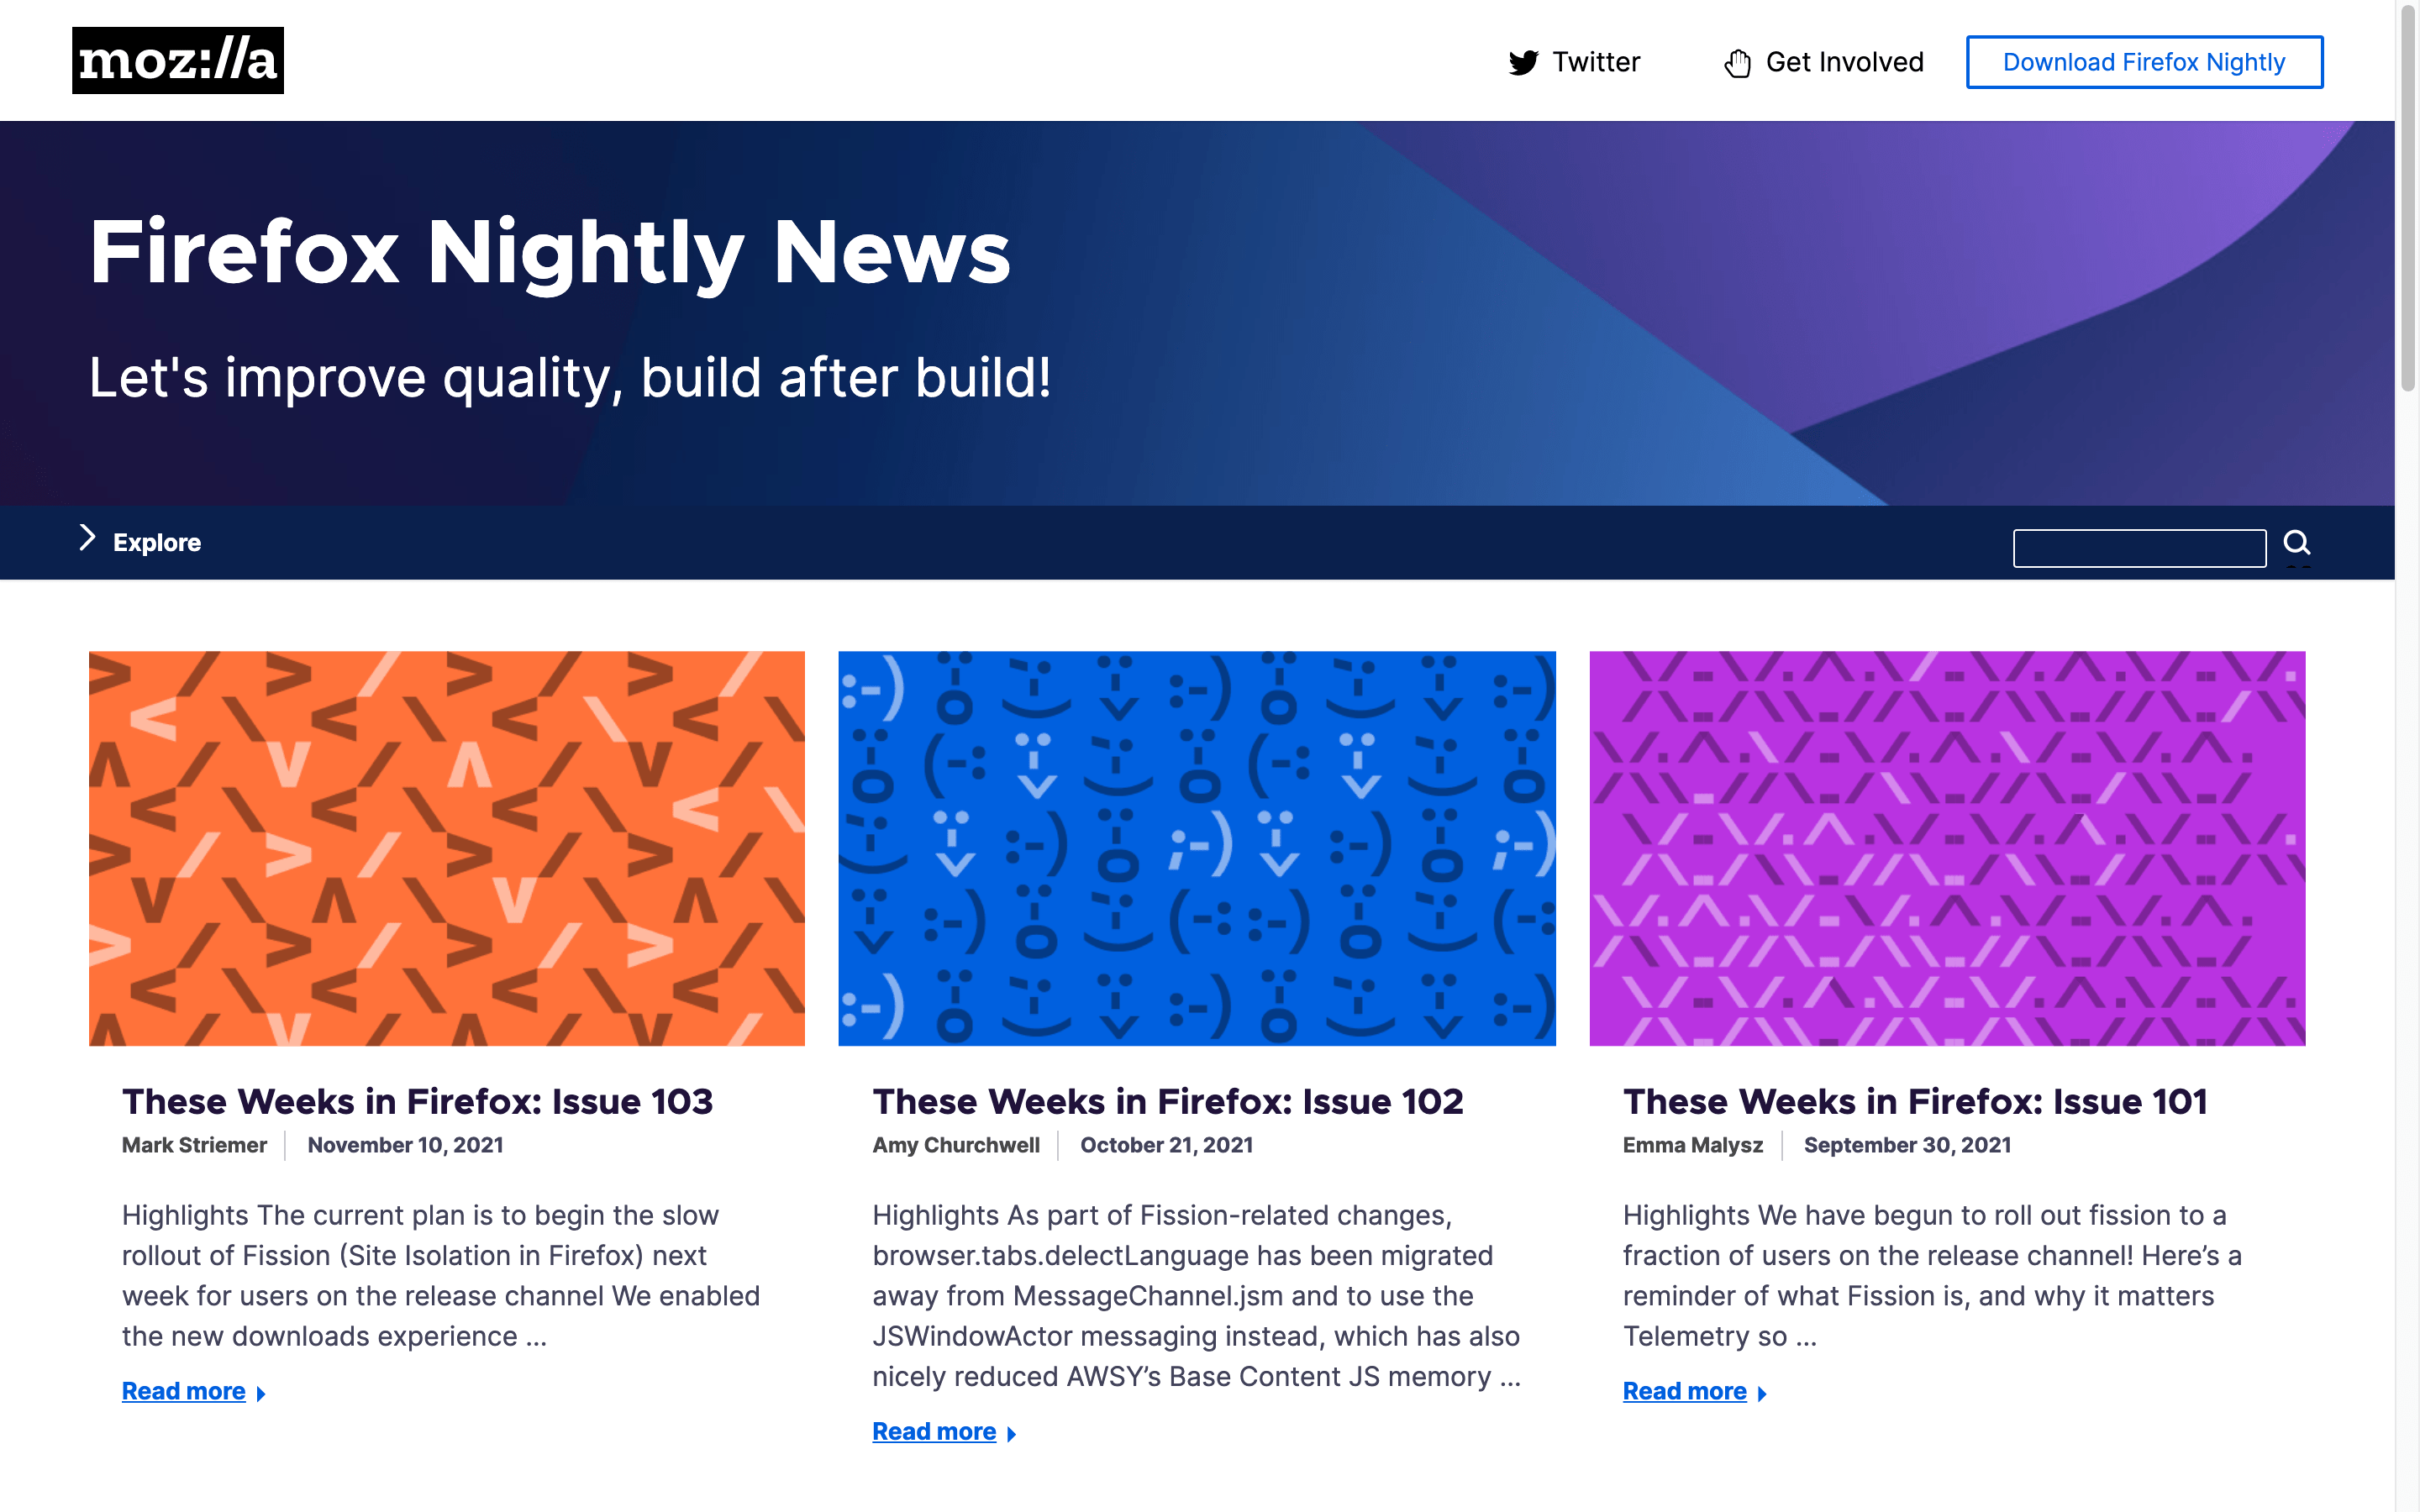 moz://a
Twitter
Get Involved
Download Firefox Nightly
Firefox Nightly News
Let's improve quality, build after build!
Explore
These Weeks in Firefox: Issue 103
Mark Striemer
November 10, 2021
Highlights The current plan is to begin the slow
rollout of Fission (Site Isolation in Firefox) next
week for users on the release channel We enabled
the new downloads experience ...
Read more
These Weeks in Firefox: Issue 102
Amy Churchwell
October 21, 2021
Highlights As part of Fission-related changes,
browser.tabs.delectLanguage has been migrated
away from MessageChannel.jsm and to use the
JSWindowActor messaging instead, which has also
nicely reduced AWSY’s Base Content JS memory ...
Read more
These Weeks in Firefox: Issue 101
Emma Malysz
September 30, 2021
Highlights We have begun to roll out fission to a
fraction of users on the release channel! Here’s a
reminder of what Fission is, and why it matters
Telemetry so ...
Read more